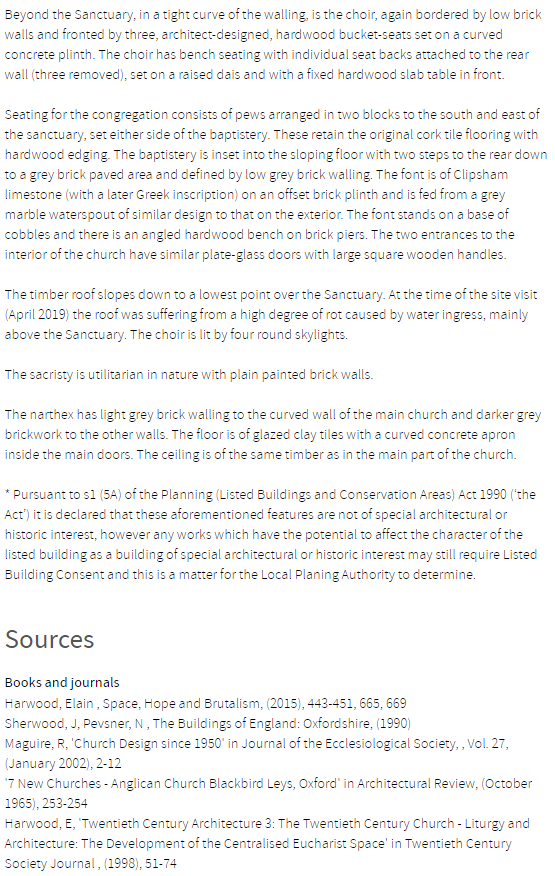 Beyond the Sanctuary, in a tight curve of the walling, is the choir, again bordered by low brick
walls and fronted by three, architect-designed, hardwood bucket-seats set on a curved
concrete plinth. The choir has bench seating with individual seat backs attached to the rear
wall (three removed), set on a raised dais and with a fixed hardwood slab table in front.

Seating for the congregation consists of pews arranged in two blocks to the south and east of
the sanctuary, set either side of the baptistery. These retain the original cork tile flooring with
hardwood edging. The baptistery is inset into the sloping floor with two steps to the rear down
to a grey brick paved area and defined by low grey brick walling. The font is of Clipsham
limestone (with a later Greek inscription) on an offset brick plinth and is fed from a grey
marble waterspout of similar design to that on the exterior. The font stands on a base of
cobbles and there is an angled hardwood bench on brick piers. The two entrances to the
interior of the church have similar plate-glass doors with large square wooden handles.

The timber roof slopes down to a lowest point over the Sanctuary. At the time of the site visit
(April 2019) the roof was suffering from a high degree of rot caused by water ingress, mainly
above the Sanctuary. The choir is lit by four round skylights.

The sacristy is utilitarian in nature with plain painted brick walls.

The narthex has light grey brick walling to the curved wall of the main church and darker grey
brickwork to the other walls. The floor is of glazed clay tiles with a curved concrete apron
inside the main doors. The ceiling is of the same timber as in the main part of the church.

* Pursuant to s1 (5A) of the Planning (Listed Buildings and Conservation Areas) Act 1990 ('the
Act') it is declared that these aforementioned features are not of special architectural or
historic interest, however any works which have the potential to affect the character of the
listed building as a building of special architectural or historic interest may still require Listed
Building Consent and this is a matter for the Local Planing Authority to determine.

Sources

Books and journals
Harwood, Elain , Space, Hope and Brutalism, (2015), 443-451, 665, 669
Sherwood, J, Pevsner, N , The Buildings of England: Oxfordshire, (1990)
Maguire, R, 'Church Design since 1950' in Journal of the Ecclesiological Society, , Vol. 27,
(January 2002), 2-12
'7 New Churches - Anglican Church Blackbird Leys, Oxford' in Architectural Review, (October
1965), 253-254
Harwood, E, 'Twentieth Century Architecture 3: The Twentieth Century Church - Liturgy and
Architecture: The Development of the Centralised Eucharist Space' in Twentieth Century
Society Journal , (1998), 51-74